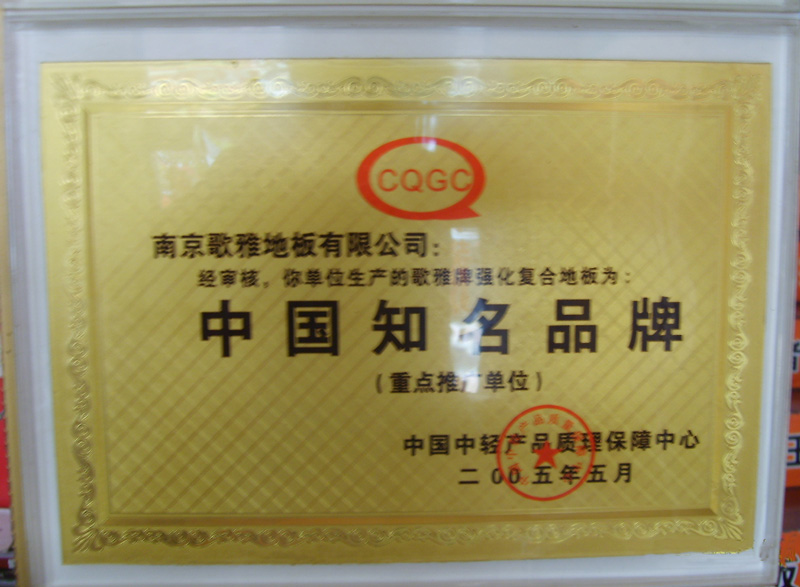 CQGC
南京歌雅地板有限公司:
经审核,你单位生产的歌雅牌强化复合地板为:
中国知名品牌
(重点推广单位)
中国中轻产品质理保障中心
二00五年五月